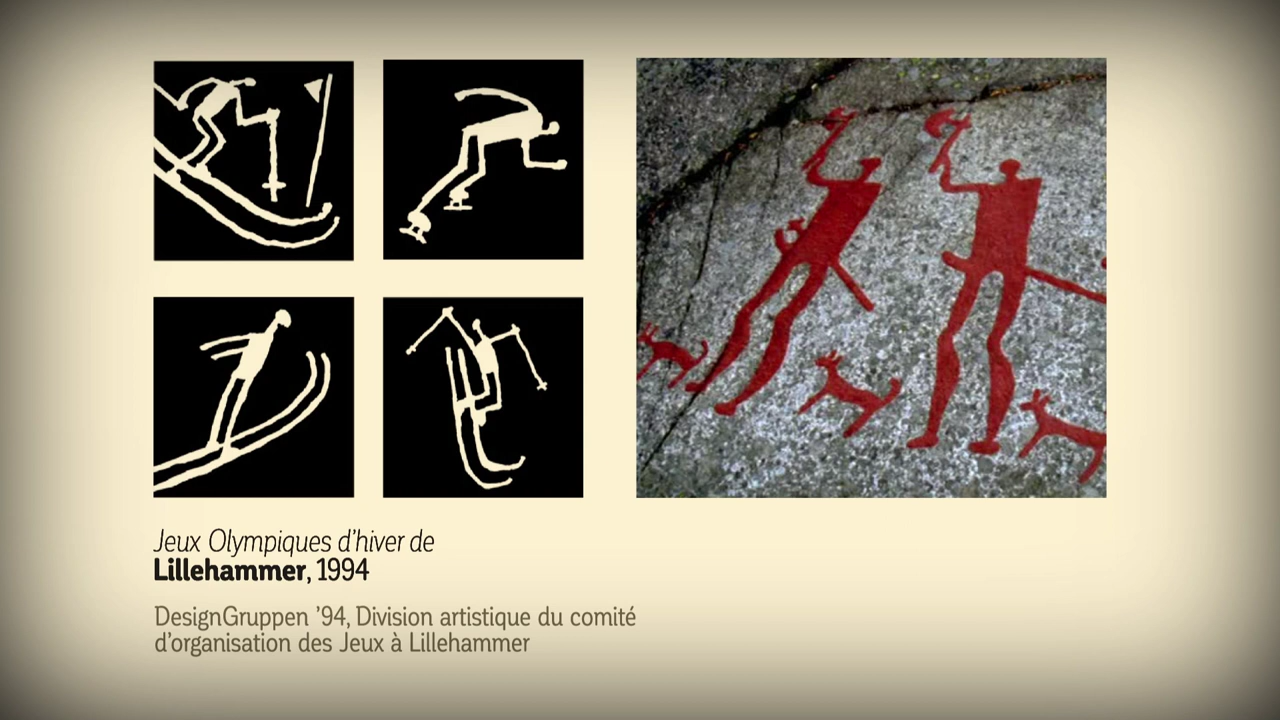 Jeux Olympiques d'hiver de
Lillehammer, 1994
DesignGruppen ’94, Division artistique du comité
d’organisation des Jeux à Lillehammer